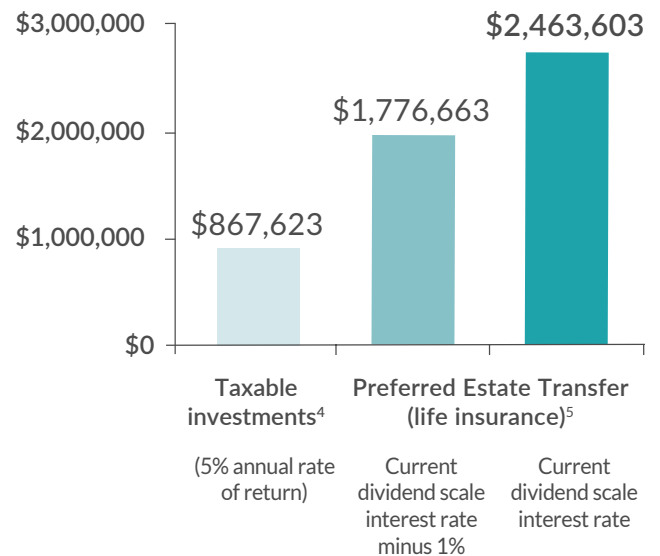 $3,000,000
$2,463,603
$2,000,000
$1,776,663
$1,000,000
$867,623
$0
Taxable
investments⁴
(5% annual rate
of return)
Preferred Estate Transfer
(life insurance)⁵
Current
dividend scale
interest rate
minus 1%
Current
dividend scale
interest rate